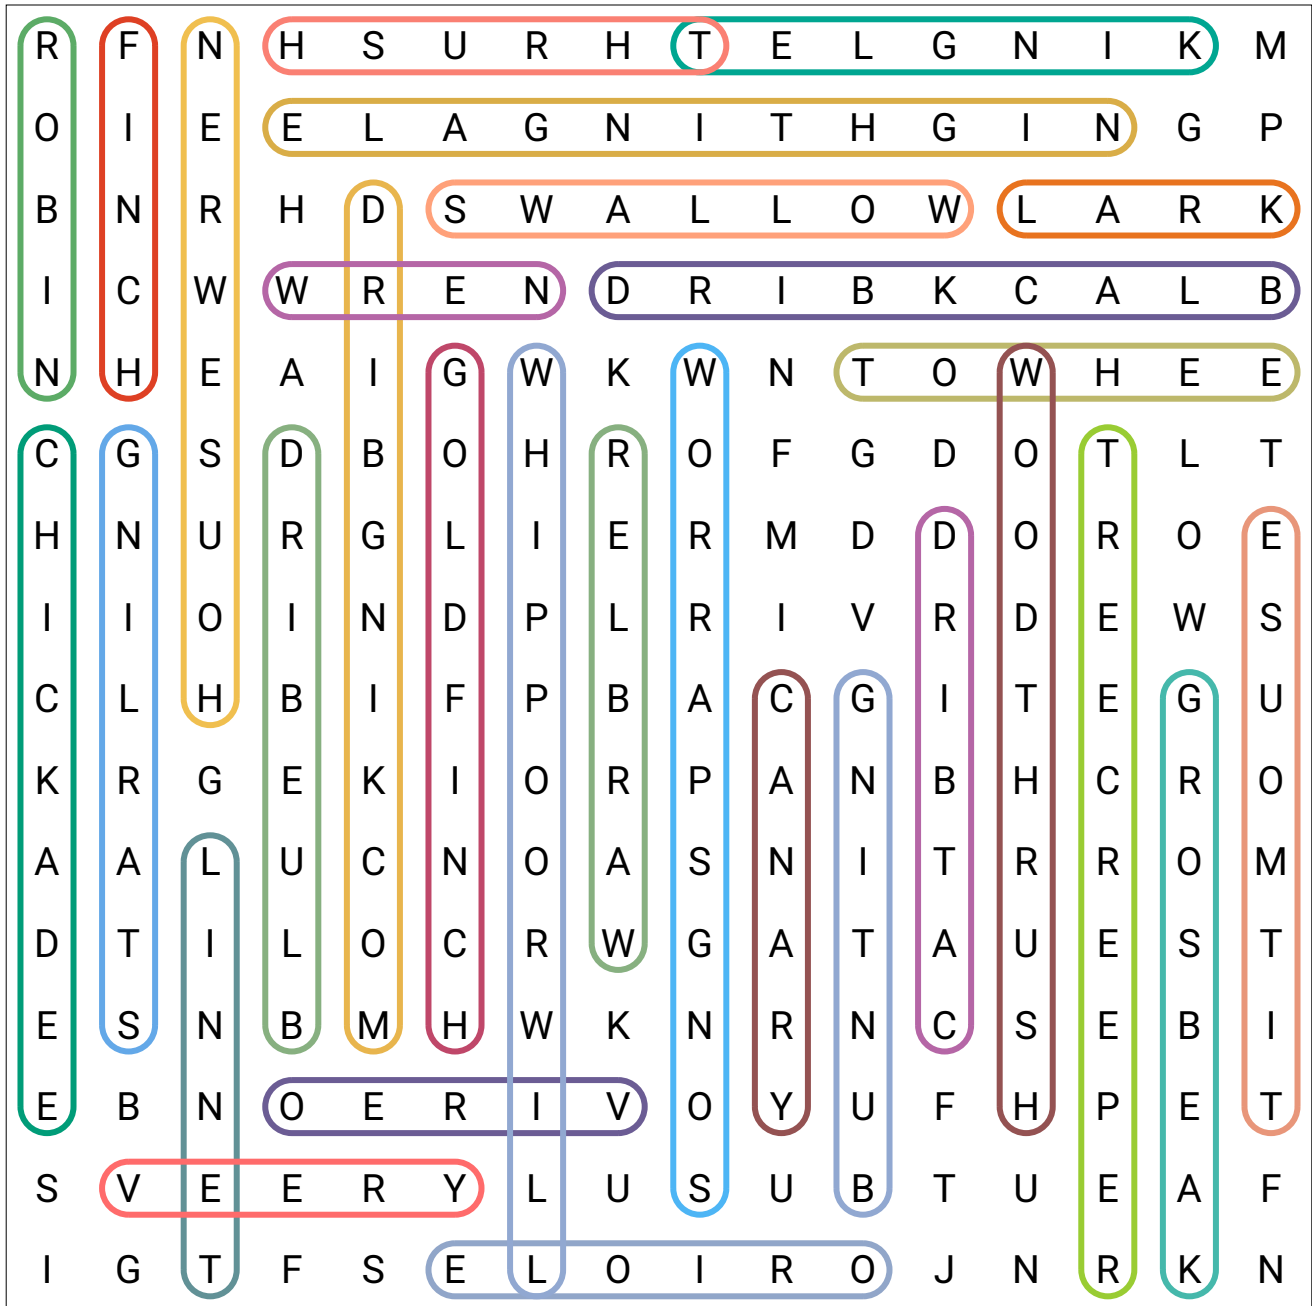 R F N H S U R H T E L G N I K M
O I E E L A G N I T H G I N G P
B N R H D S W A L L O W L A R K
I C W W R E N D R I B K C A L B
N H E A I G W K W N T O W H E E
C G S D B O H R O F G D O T L T
H N U R G L I E R M D D O R O E
I I O I N D P L R I V R D E W S
C L H B I F P B A C G I T E G U
K R G E K I O R P A N B H C R O
A A L U C N O A S N I T R R O M
D T I L O C R W G A T A U E S T
E S N B M H W K N R N C S E B I
E B N O E R I V O Y U F H P E T
S V E E R Y L U S U B T U E A F
I G T F S E L O I R O J N R K N